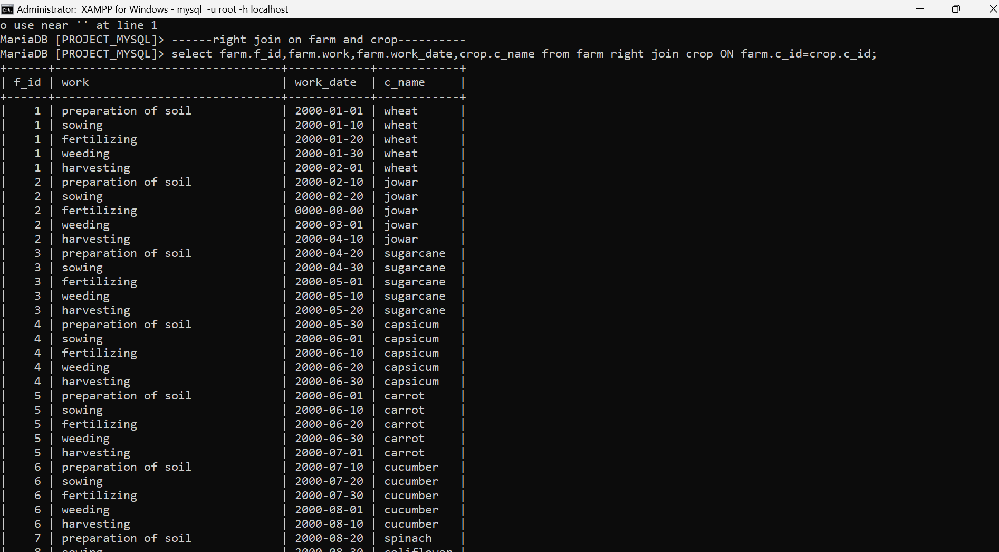 Administrator: XAMPP for Windows - mysql -u root -h localhost
o use near '' at line 1
MariaDB [PROJECT_MYSQL]> ------right join on farm and crop----------
MariaDB [PROJECT_MYSQL]> select farm.f_id,farm.work,farm.work_date,crop.c_name from farm right join crop ON farm.c_id=crop.c_id;
+------+---------------------------------+------------+------------+
| f_id | work | work_date | c_name |
+------+---------------------------------+------------+------------+
| 1 | preparation of soil | 2000-01-01 | wheat |
| 1 | sowing | 2000-01-10 | wheat |
| 1 | fertilizing | 2000-01-20 | wheat |
| 1 | weeding | 2000-01-30 | wheat |
| 1 | harvesting | 2000-02-01 | wheat |
| 2 | preparation of soil | 2000-02-10 | jowar |
| 2 | sowing | 2000-02-20 | jowar |
| 2 | fertilizing | 0000-00-00 | jowar |
| 2 | weeding | 2000-03-01 | jowar |
| 2 | harvesting | 2000-04-10 | jowar |
| 3 | preparation of soil | 2000-04-20 | sugarcane |
| 3 | sowing | 2000-04-30 | sugarcane |
| 3 | fertilizing | 2000-05-01 | sugarcane |
| 3 | weeding | 2000-05-10 | sugarcane |
| 3 | harvesting | 2000-05-20 | sugarcane |
| 4 | preparation of soil | 2000-05-30 | capsicum |
| 4 | sowing | 2000-06-01 | capsicum |
| 4 | fertilizing | 2000-06-10 | capsicum |
| 4 | weeding | 2000-06-20 | capsicum |
| 4 | harvesting | 2000-06-30 | capsicum |
| 5 | preparation of soil | 2000-06-01 | carrot |
| 5 | sowing | 2000-06-10 | carrot |
| 5 | fertilizing | 2000-06-20 | carrot |
| 5 | weeding | 2000-06-30 | carrot |
| 5 | harvesting | 2000-07-01 | carrot |
| 6 | preparation of soil | 2000-07-10 | cucumber |
| 6 | sowing | 2000-07-20 | cucumber |
| 6 | fertilizing | 2000-07-30 | cucumber |
| 6 | weeding | 2000-08-01 | cucumber |
| 6 | harvesting | 2000-08-10 | cucumber |
| 7 | preparation of soil | 2000-08-20 | spinach |
| 8 | sowing | 2000-08-30 | coliflower |